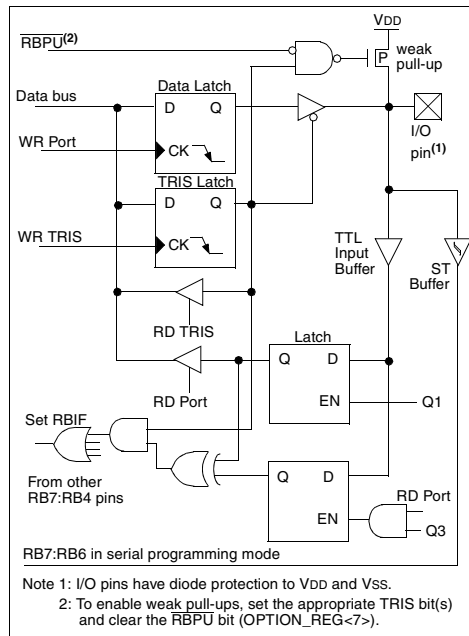 VDD
RBPU(2)
P
weak
pull-up
Data Latch
Data bus
D Q
I/O
pin(1)
WR Port
CK
TRIS Latch
D Q
WR TRIS
CK
TTL
Input
Buffer
ST
Buffer
RD TRIS
Latch
Q D
RD Port
EN
Q1
Set RBIF
From other
RB7:RB4 pins
Q D
RD Port
EN
Q3
RB7:RB6 in serial programming mode
Note 1: I/O pins have diode protection to VDD and VSS.
2: To enable weak pull-ups, set the appropriate TRIS bit(s)
and clear the RBPU bit (OPTION_REG<7>).